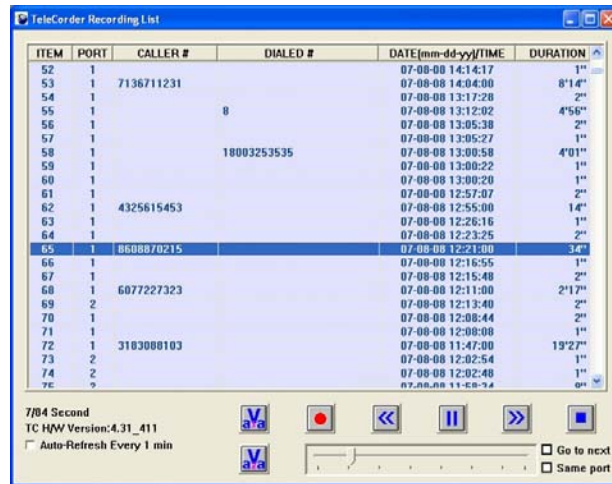 TeleCorder Recording List
ITEM PORT CALLER # DIALED # DATE(mm-dd-yy)/TIME DURATION
52 1 07-08-08 14:14:17 1"
53 1 7136711231 07-08-08 14:04:00 8'14"
54 1 07-08-08 13:17:28 2"
55 1 8 07-08-08 13:12:02 4'56"
56 1 07-08-08 13:05:38 2"
57 1 07-08-08 13:05:27 1"
58 1 18003253535 07-08-08 13:00:58 4'01"
59 1 07-08-08 13:00:22 1"
60 1 07-08-08 13:00:20 1"
61 1 07-08-08 12:57:07 2"
62 1 4325615453 07-08-08 12:55:00 14"
63 1 07-08-08 12:26:16 1"
64 1 07-08-08 12:23:25 2"
65 1 8608870215 07-08-08 12:21:00 34"
66 1 07-08-08 12:16:55 1"
67 1 07-08-08 12:15:48 2"
68 1 6077227323 07-08-08 12:11:00 2'17"
69 2 07-08-08 12:13:40 2"
70 1 07-08-08 12:08:44 2"
71 1 07-08-08 12:08:08 1"
72 1 3183088103 07-08-08 11:47:00 19'27"
73 2 07-08-08 12:02:54 1"
74 2 07-08-08 12:02:48 1"
75 2 07-08-08 11:58:34
7/84 Second
TC H/W Version:4.31_411
Auto-Refresh Every 1 min
Go to next
Same port